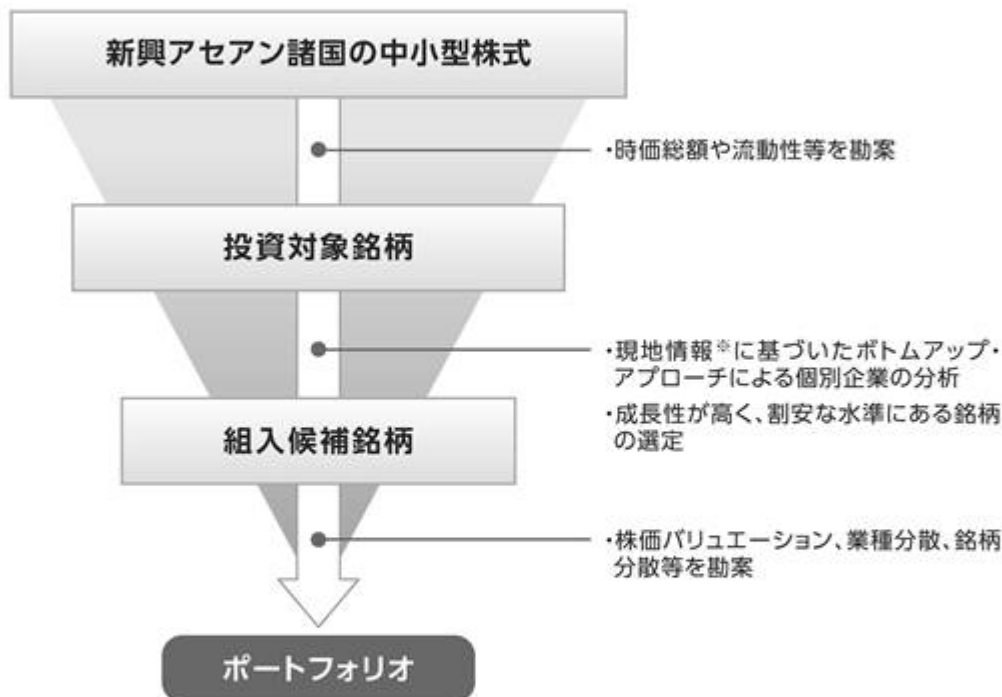 新興アセアン諸国の中小型株式
・時価総額や流動性等を勘案
投資対象銘柄
・現地情報※に基づいたボトムアップ・
アプローチによる個別企業の分析
・成長性が高く、割安な水準にある銘柄
の選定
組入候補銘柄
・株価バリュエーション、業種分散、銘柄
分散等を勘案
ポートフォリオ